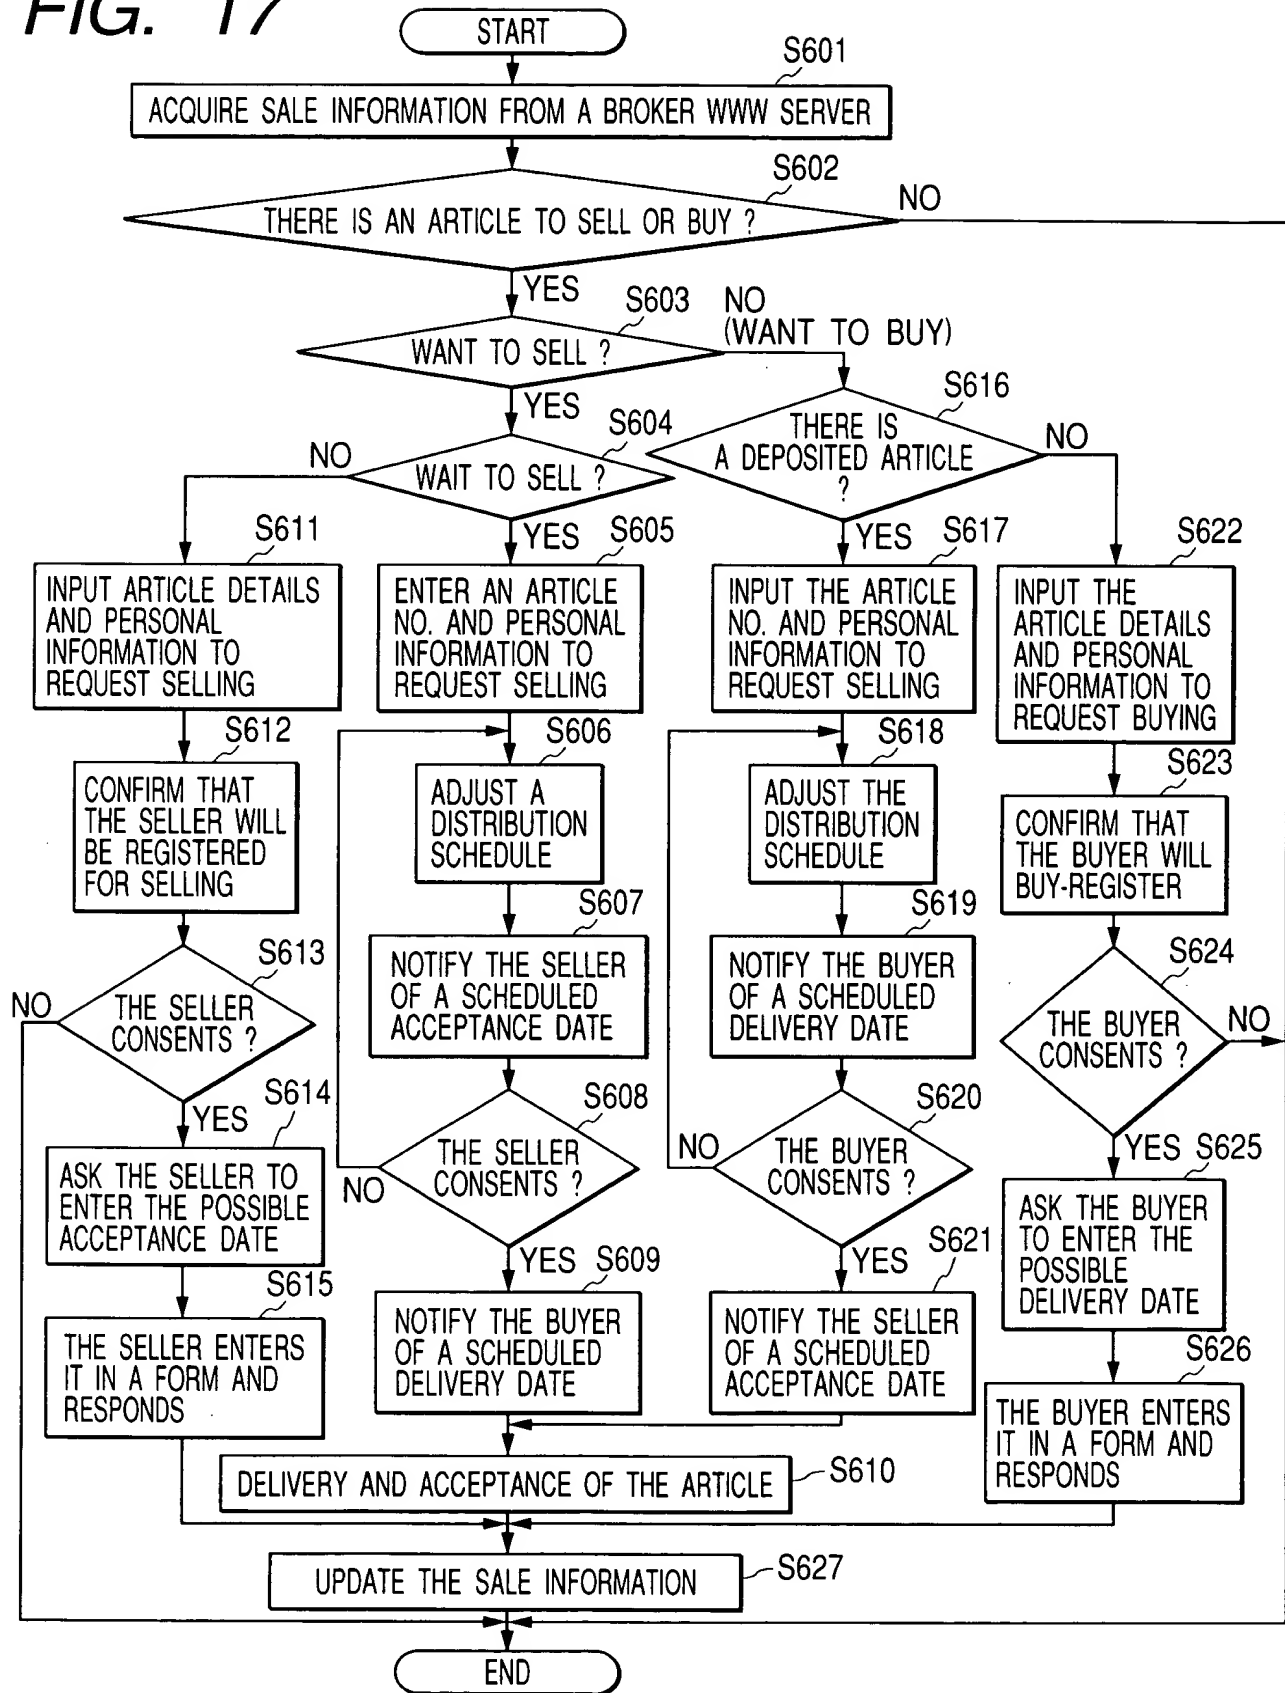 FIG. 17
START
S601
ACQUIRE SALE INFORMATION FROM A BROKER WWW SERVER
S602
THERE IS AN ARTICLE TO SELL OR BUY ?
NO
YES
S603
WANT TO SELL ?
NO
(WANT TO BUY)
YES
S604
WAIT TO SELL ?
NO
YES
S616
THERE IS
A DEPOSITED ARTICLE
?
NO
YES
S611
INPUT ARTICLE DETAILS
AND PERSONAL
INFORMATION TO
REQUEST SELLING
S605
ENTER AN ARTICLE
NO. AND PERSONAL
INFORMATION TO
REQUEST SELLING
S617
INPUT THE ARTICLE
NO. AND PERSONAL
INFORMATION TO
REQUEST SELLING
S622
INPUT THE
ARTICLE DETAILS
AND PERSONAL
INFORMATION TO
REQUEST BUYING
S612
CONFIRM THAT
THE SELLER WILL
BE REGISTERED
FOR SELLING
S606
ADJUST A
DISTRIBUTION
SCHEDULE
S618
ADJUST THE
DISTRIBUTION
SCHEDULE
S623
CONFIRM THAT
THE BUYER WILL
BUY-REGISTER
S607
NOTIFY THE SELLER
OF A SCHEDULED
ACCEPTANCE DATE
S619
NOTIFY THE BUYER
OF A SCHEDULED
DELIVERY DATE
S613
THE SELLER
CONSENTS ?
NO
YES
S624
THE BUYER
CONSENTS ?
NO
YES
S608
THE SELLER
CONSENTS ?
NO
YES
S620
THE BUYER
CONSENTS ?
NO
YES
S614
ASK THE SELLER TO
ENTER THE POSSIBLE
ACCEPTANCE DATE
S625
ASK THE BUYER
TO ENTER THE
POSSIBLE
DELIVERY DATE
S615
THE SELLER ENTERS
IT IN A FORM AND
RESPONDS
S609
NOTIFY THE BUYER
OF A SCHEDULED
DELIVERY DATE
S621
NOTIFY THE SELLER
OF A SCHEDULED
ACCEPTANCE DATE
S626
THE BUYER ENTERS
IT IN A FORM AND
RESPONDS
DELIVERY AND ACCEPTANCE OF THE ARTICLE
S610
UPDATE THE SALE INFORMATION
S627
END